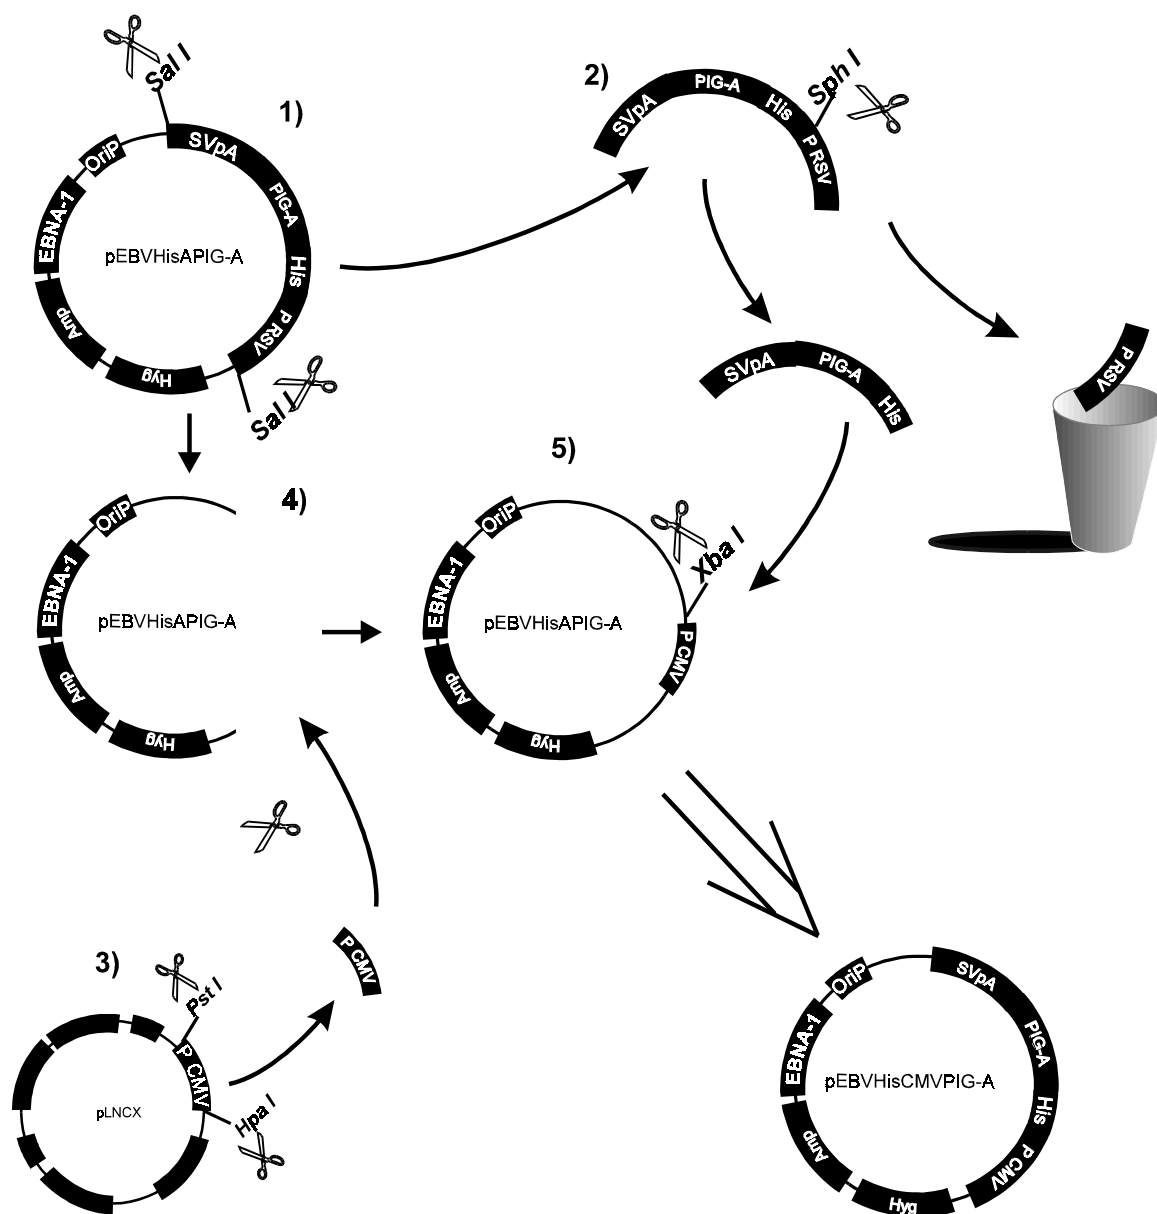 1)
Sal I
SVpA
PIG-A
His
P RSV
Sal I
Hyg
Amp
EBNA-1
OriP
pEBVHisAPIG-A
2)
SVpA
PIG-A
His
P RSV
Sph I
SVpA
PIG-A
His
P RSV
4)
OriP
EBNA-1
Amp
Hyg
pEBVHisAPIG-A
5)
OriP
EBNA-1
Amp
Hyg
P CMV
Xba I
pEBVHisAPIG-A
3)
Pst I
P CMV
Hpa I
pLNCX
P CMV
OriP
EBNA-1
Amp
Hyg
P CMV
His
PIG-A
SVpA
pEBVHisCMVPIG-A